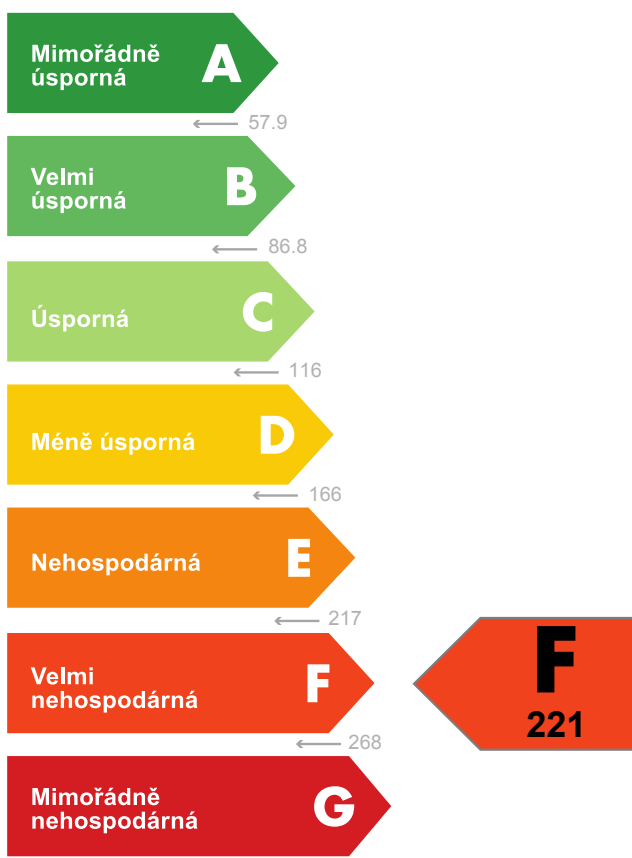 Mimořádně
úsporná
A
57.9
Velmi
úsporná
B
86.8
Úsporná
C
116
Méně úsporná
D
166
Nehospodárná
E
217
Velmi
nehospodárná
F
F
221
268
Mimořádně
nehospodárná
G